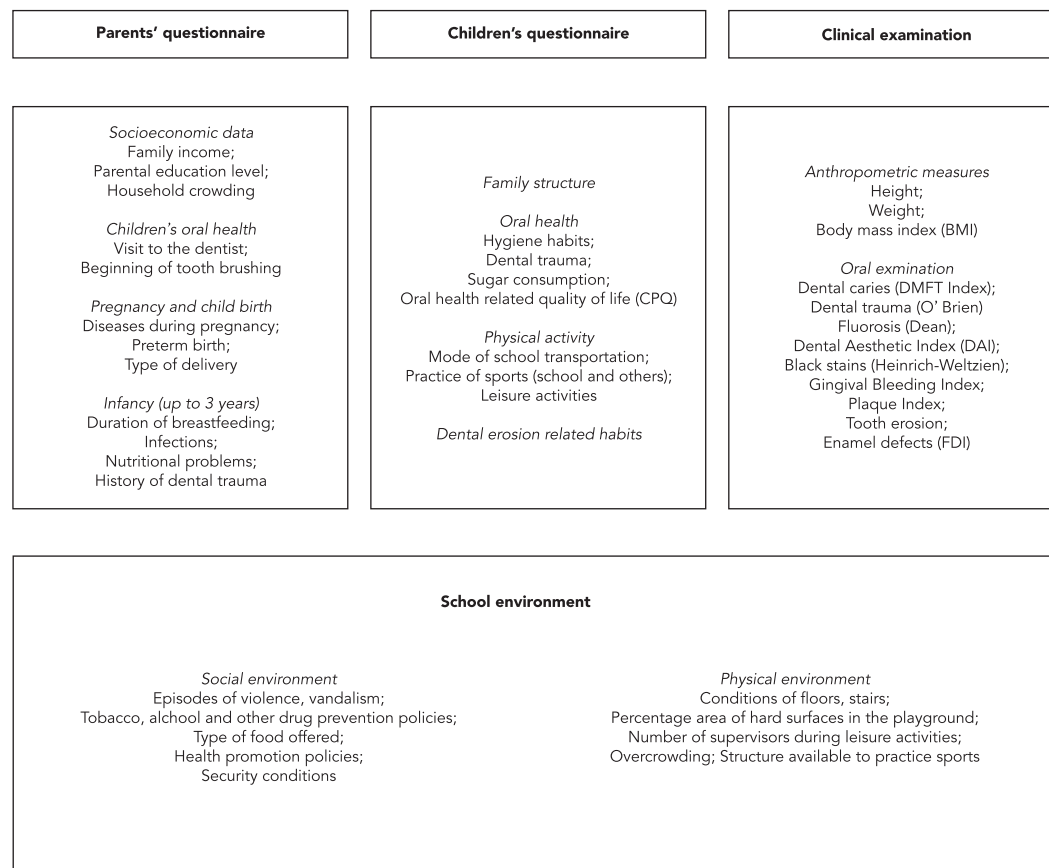 Parents’ questionnaire
Children’s questionnaire
Clinical examination
Socioeconomic data
Family income;
Parental education level;
Household crowding
Children’s oral health
Visit to the dentist;
Beginning of tooth brushing
Pregnancy and child birth
Diseases during pregnancy;
Preterm birth;
Type of delivery
Infancy (up to 3 years)
Duration of breastfeeding;
Infections;
Nutritional problems;
History of dental trauma
Family structure
Oral health
Hygiene habits;
Dental trauma;
Sugar consumption;
Oral health related quality of life (CPQ)
Physical activity
Mode of school transportation;
Practice of sports (school and others);
Leisure activities
Dental erosion related habits
Anthropometric measures
Height;
Weight;
Body mass index (BMI)
Oral exmination
Dental caries (DMFT Index);
Dental trauma (O’ Brien)
Fluorosis (Dean);
Dental Aesthetic Index (DAI);
Black stains (Heinrich-Weltzien);
Gingival Bleeding Index;
Plaque Index;
Tooth erosion;
Enamel defects (FDI)
School environment
Social environment
Episodes of violence, vandalism;
Tobacco, alchool and other drug prevention policies;
Type of food offered;
Health promotion policies;
Security conditions
Physical environment
Conditions of floors, stairs;
Percentage area of hard surfaces in the playground;
Number of supervisors during leisure activities;
Overcrowding; Structure available to practice sports